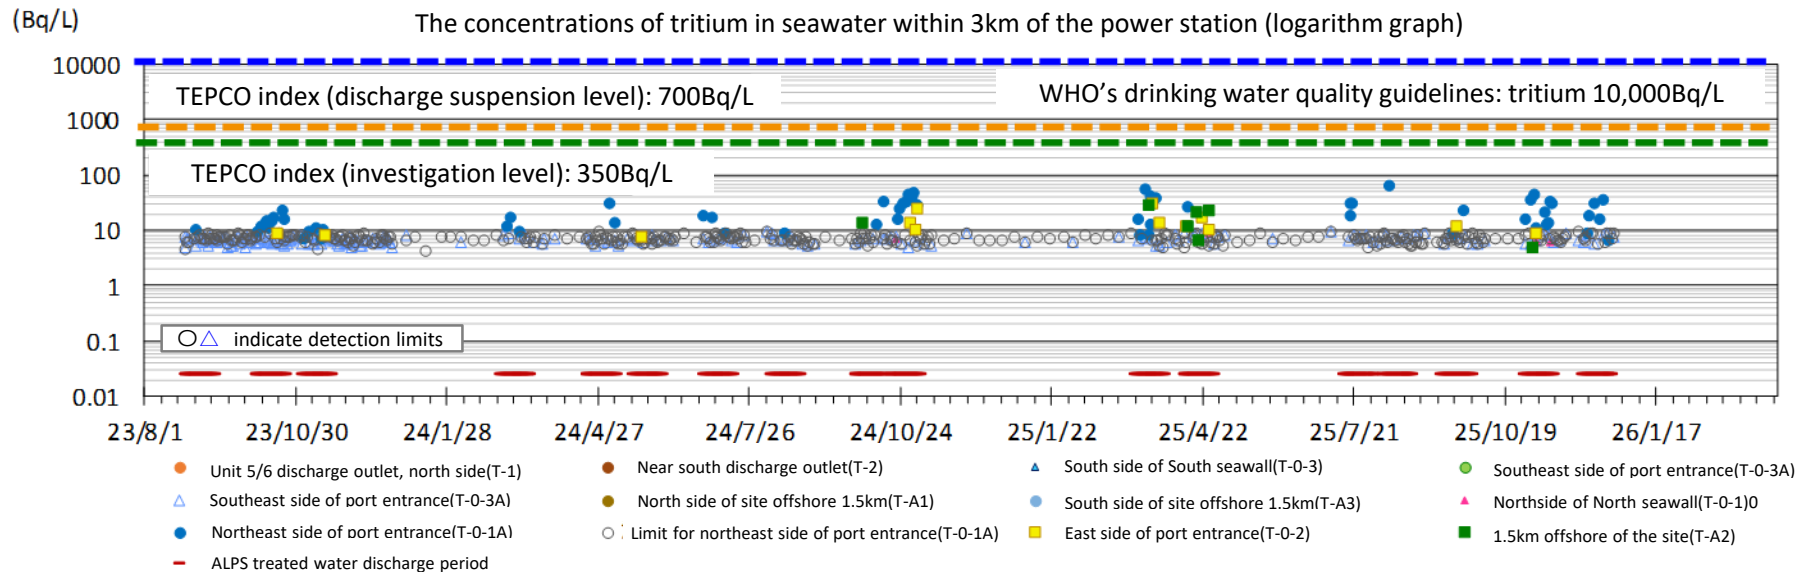 (Bq/L)
The concentrations of tritium in seawater within 3km of the power station (logarithm graph)
10000
TEPCO index (discharge suspension level): 700Bq/L
WHO's drinking water quality guidelines: tritium 10,000Bq/L
1000
TEPCO index (investigation level): 350Bq/L
100
10
1
○△ indicate detection limits
0.1
0.01
23/8/1 23/10/30 24/1/28 24/4/27 24/7/26 24/10/24 25/1/22 25/4/22 25/7/21 25/10/19 26/1/17
Unit 5/6 discharge outlet, north side(T-1)
Near south discharge outlet(T-2)
South side of South seawall(T-0-3)
Southeast side of port entrance(T-0-3A)
Southeast side of port entrance(T-0-3A)
North side of site offshore 1.5km(T-A1)
South side of site offshore 1.5km(T-A3)
Northside of North seawall(T-0-1)0
Northeast side of port entrance(T-0-1A)
Limit for northeast side of port entrance(T-0-1A)
East side of port entrance(T-0-2)
1.5km offshore of the site(T-A2)
ALPS treated water discharge period